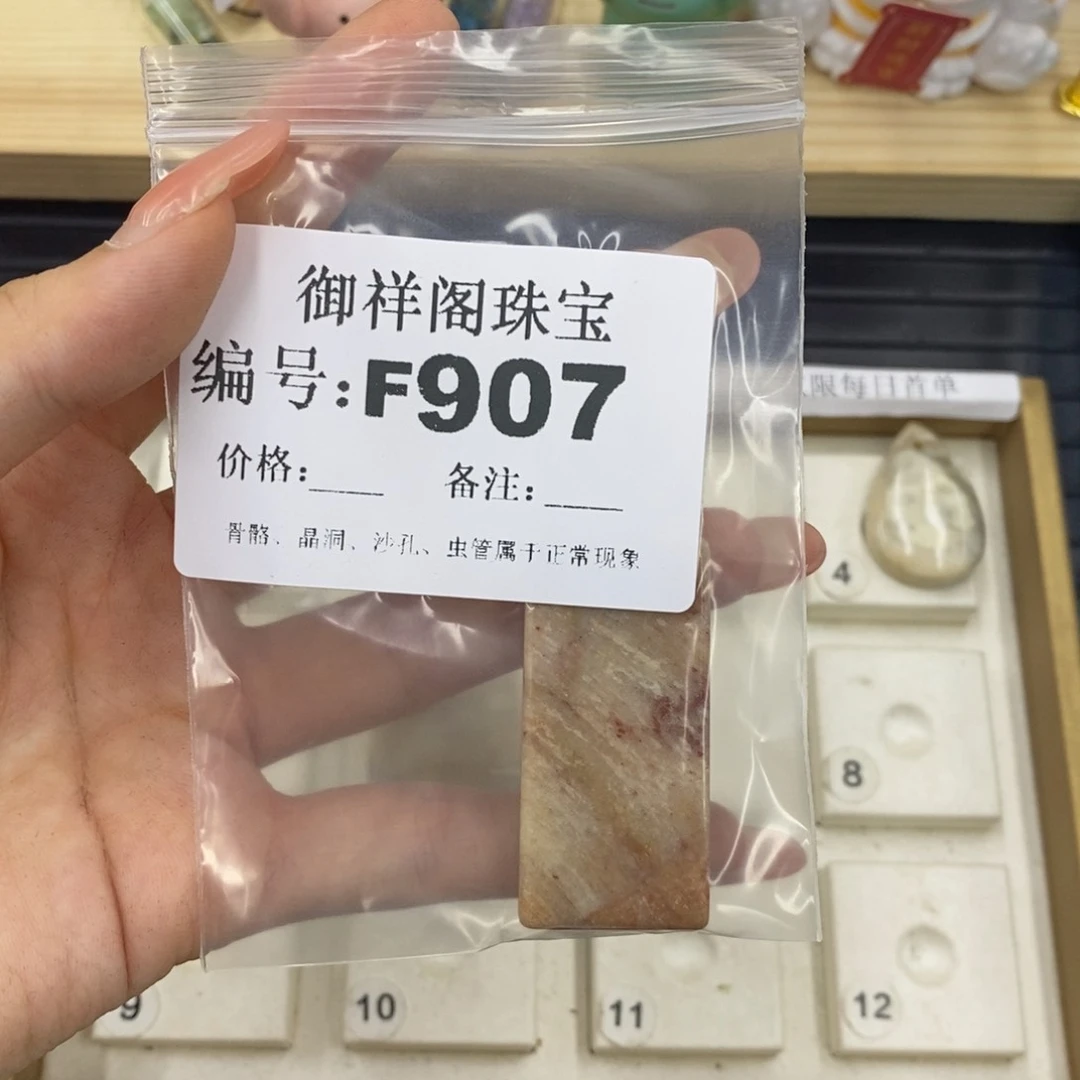 御祥阁珠宝
编号:F907
价格:____ 备注:____
骨骼、晶洞、沙孔、虫管属于正常现象
限每日首单
4
8
9
10
11
12